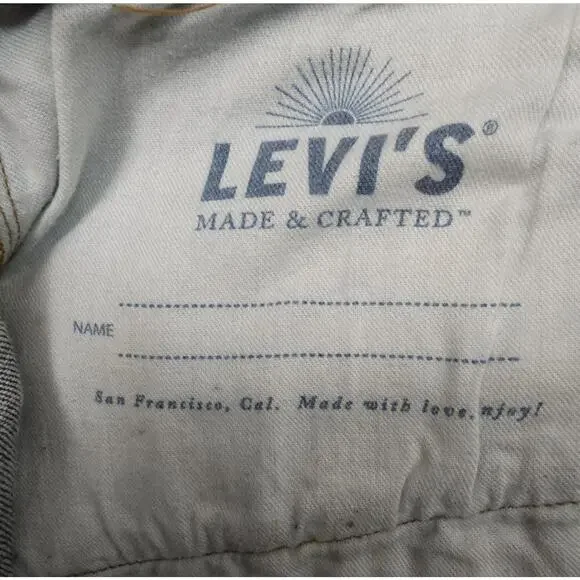 LEVI'S®
MADE & CRAFTED™
NAME
San Francisco, Cal. Made with love. njoy!